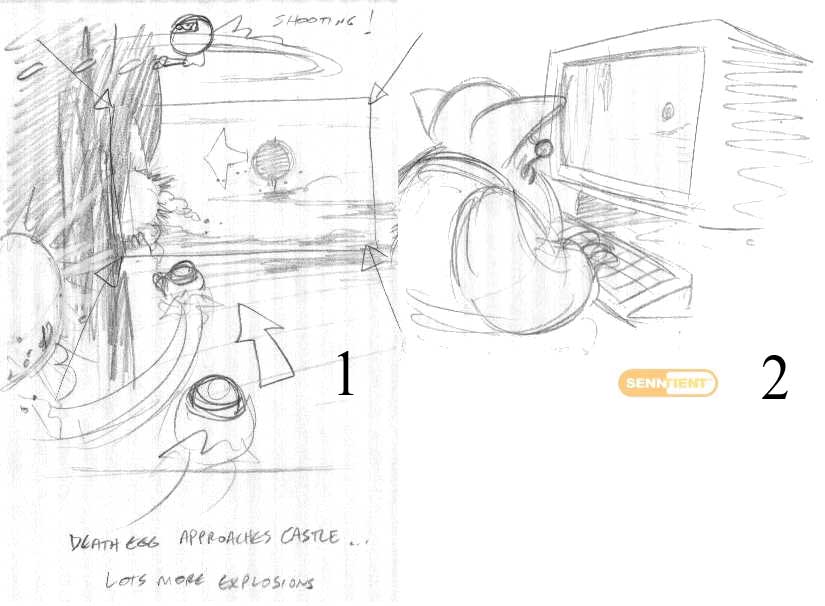 SHOOTING!
1
DEATH EGG APPROACHES CASTLE...
LOTS MORE EXPLOSIONS
SENNTIENT
2